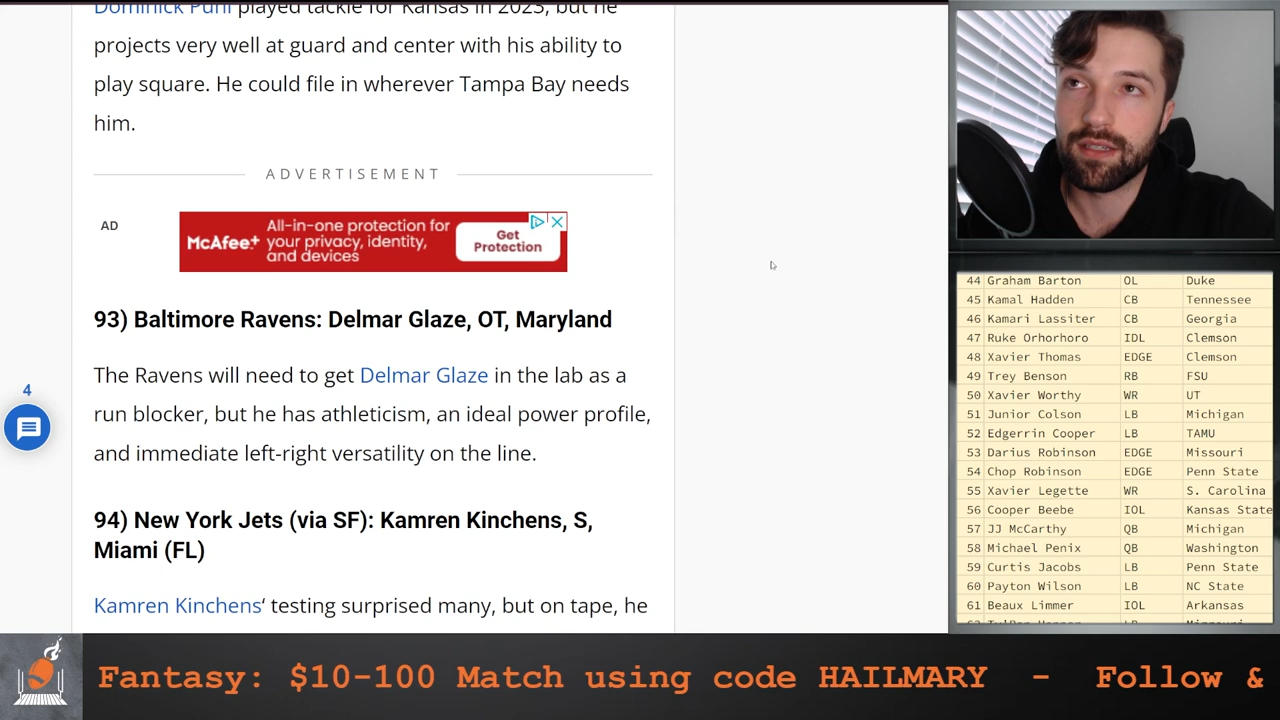 Dominick Puni played tackle for Kansas in 2023, but he
projects very well at guard and center with his ability to
play square. He could file in wherever Tampa Bay needs
him.
ADVERTISEMENT
AD
McAfee+
All-in-one protection for
your privacy, identity,
and devices
Get
Protection
93) Baltimore Ravens: Delmar Glaze, OT, Maryland
The Ravens will need to get Delmar Glaze in the lab as a
run blocker, but he has athleticism, an ideal power profile,
and immediate left-right versatility on the line.
4
94) New York Jets (via SF): Kamren Kinchens, S,
Miami (FL)
Kamren Kinchens‘ testing surprised many, but on tape, he
44 Graham Barton OL Duke
45 Kamal Hadden CB Tennessee
46 Kamari Lassiter CB Georgia
47 Ruke Orhorhoro IDL Clemson
48 Xavier Thomas EDGE Clemson
49 Trey Benson RB FSU
50 Xavier Worthy WR UT
51 Junior Colson LB Michigan
52 Edgerrin Cooper LB TAMU
53 Darius Robinson EDGE Missouri
54 Chop Robinson EDGE Penn State
55 Xavier Legette WR S. Carolina
56 Cooper Beebe IOL Kansas State
57 JJ McCarthy QB Michigan
58 Michael Penix QB Washington
59 Curtis Jacobs LB Penn State
60 Payton Wilson LB NC State
61 Beaux Limmer IOL Arkansas
Fantasy: $10-100 Match using code HAILMARY - Follow &